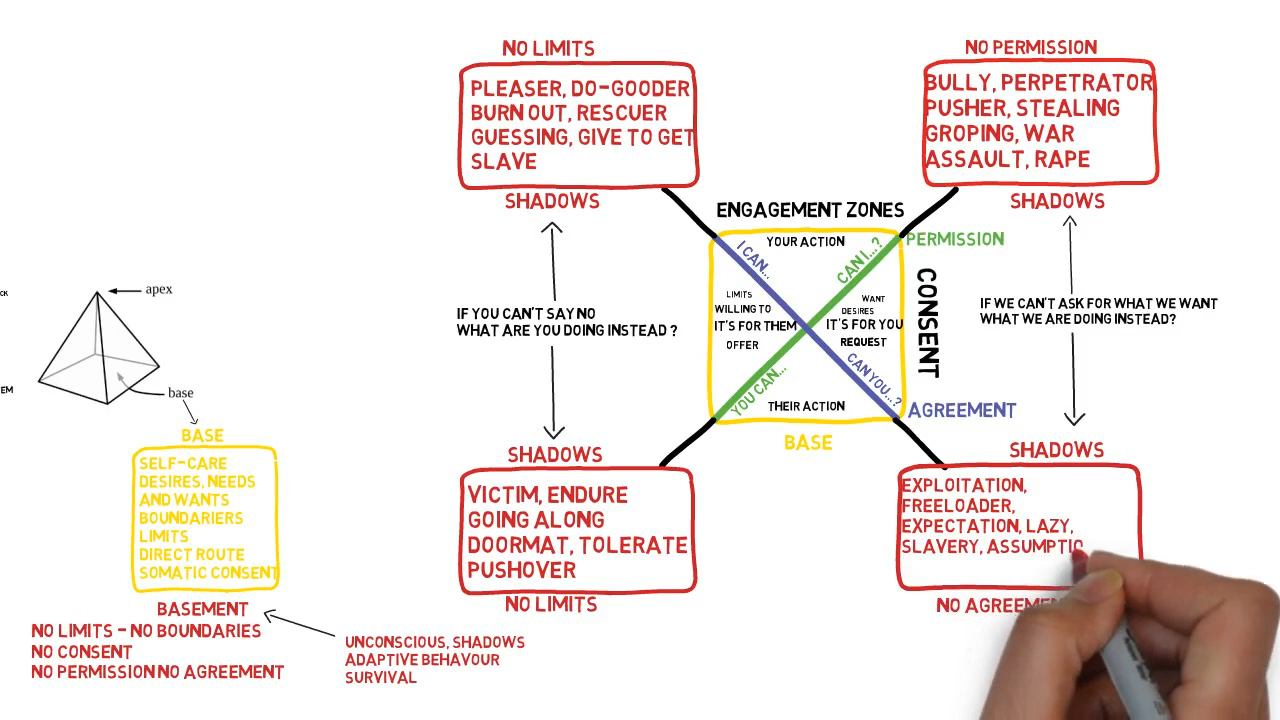 NO LIMITS
PLEASER, DO-GOODER
BURN OUT, RESCUER
GUESSING, GIVE TO GET
SLAVE
SHADOWS
NO PERMISSION
BULLY, PERPETRATOR
PUSHER, STEALING
GROPING, WAR
ASSAULT, RAPE
SHADOWS
ENGAGEMENT ZONES
YOUR ACTION
I CAN...
CAN I...?
PERMISSION
LIMITS
WILLING TO
IT'S FOR THEM
OFFER
WANT
DESIRES
IT'S FOR YOU
REQUEST
CONSENT
YOU CAN...
CAN YOU...?
THEIR ACTION
AGREEMENT
BASE
IF YOU CAN'T SAY NO
WHAT ARE YOU DOING INSTEAD ?
IF WE CAN'T ASK FOR WHAT WE WANT
WHAT WE ARE DOING INSTEAD?
apex
base
BASE
SELF-CARE
DESIRES, NEEDS
AND WANTS
BOUNDARIERS
LIMITS
DIRECT ROUTE
SOMATIC CONSENT
BASEMENT
NO LIMITS - NO BOUNDARIES
NO CONSENT
NO PERMISSION NO AGREEMENT
UNCONSCIOUS, SHADOWS
ADAPTIVE BEHAVOUR
SURVIVAL
SHADOWS
VICTIM, ENDURE
GOING ALONG
DOORMAT, TOLERATE
PUSHOVER
NO LIMITS
SHADOWS
EXPLOITATION,
FREELOADER,
EXPECTATION, LAZY,
SLAVERY, ASSUMPTIO
NO AGREEM